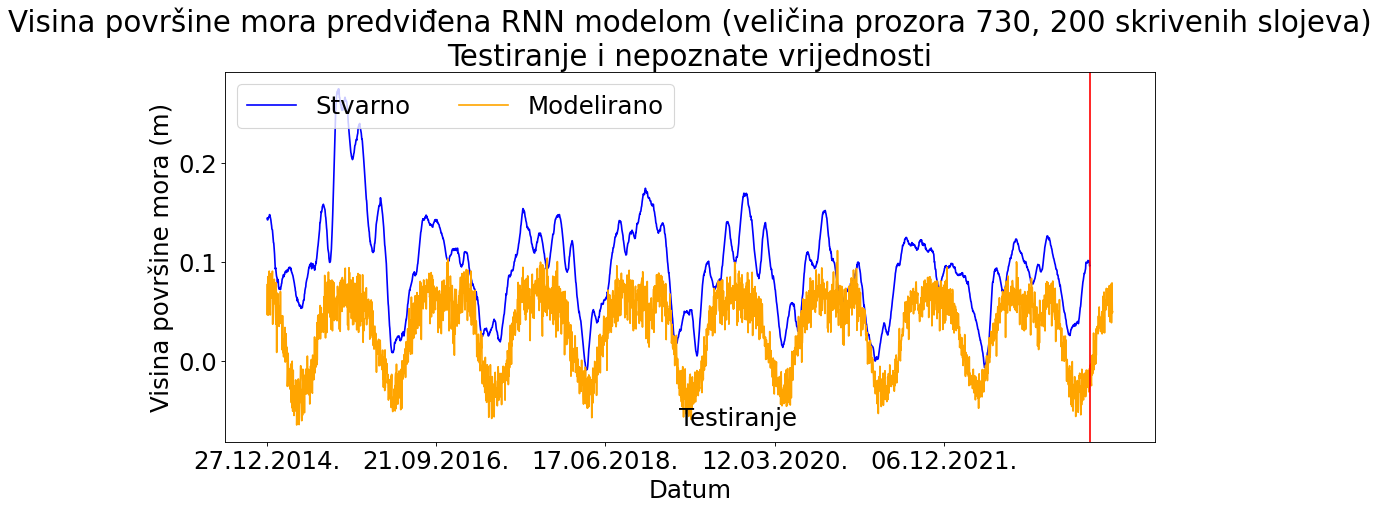 Visina površine mora predviđena RNN modelom (veličina prozora 730, 200 skrivenih slojeva)
Testiranje i nepoznate vrijednosti
Stvarno Modelirano
Visina površine mora (m)
0.2
0.1
0.0
Testiranje
27.12.2014. 21.09.2016. 17.06.2018. 12.03.2020. 06.12.2021.
Datum